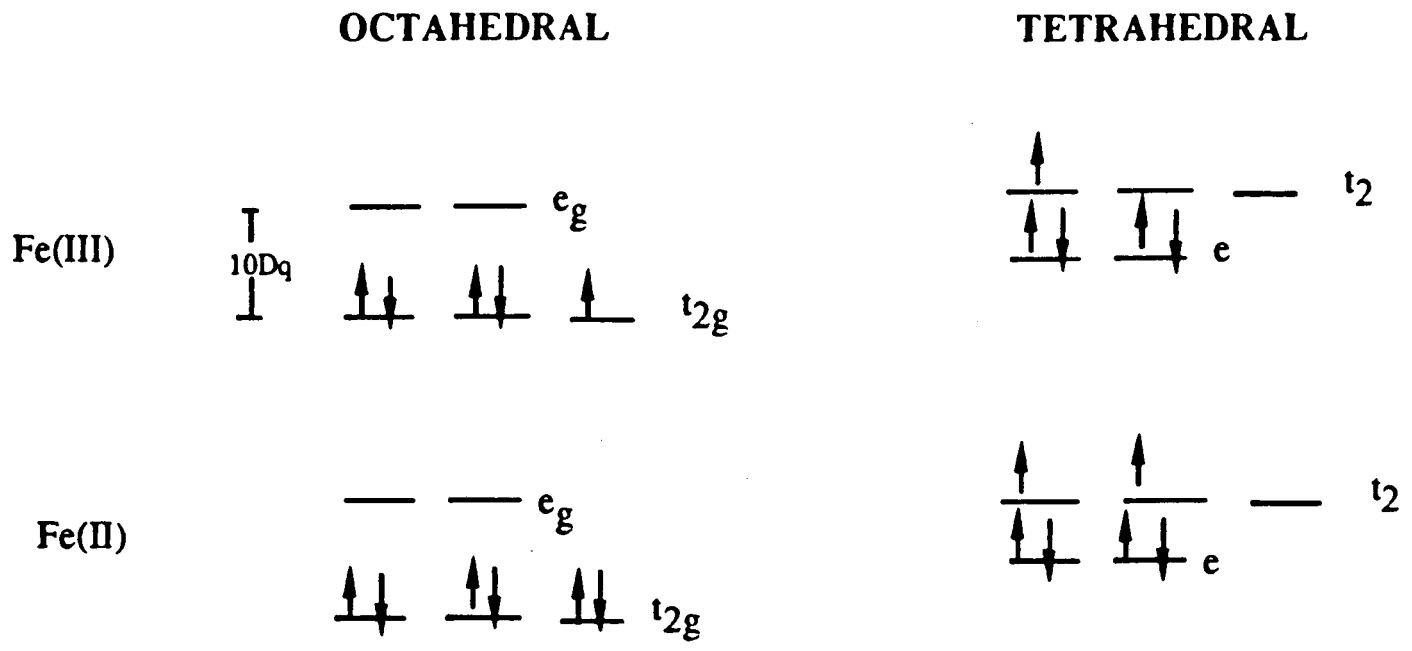 OCTAHEDRAL
TETRAHEDRAL
t2
eg
Fe(III)
10Dq
e
t2g
Fe(II)
eg
t2
e
t2g